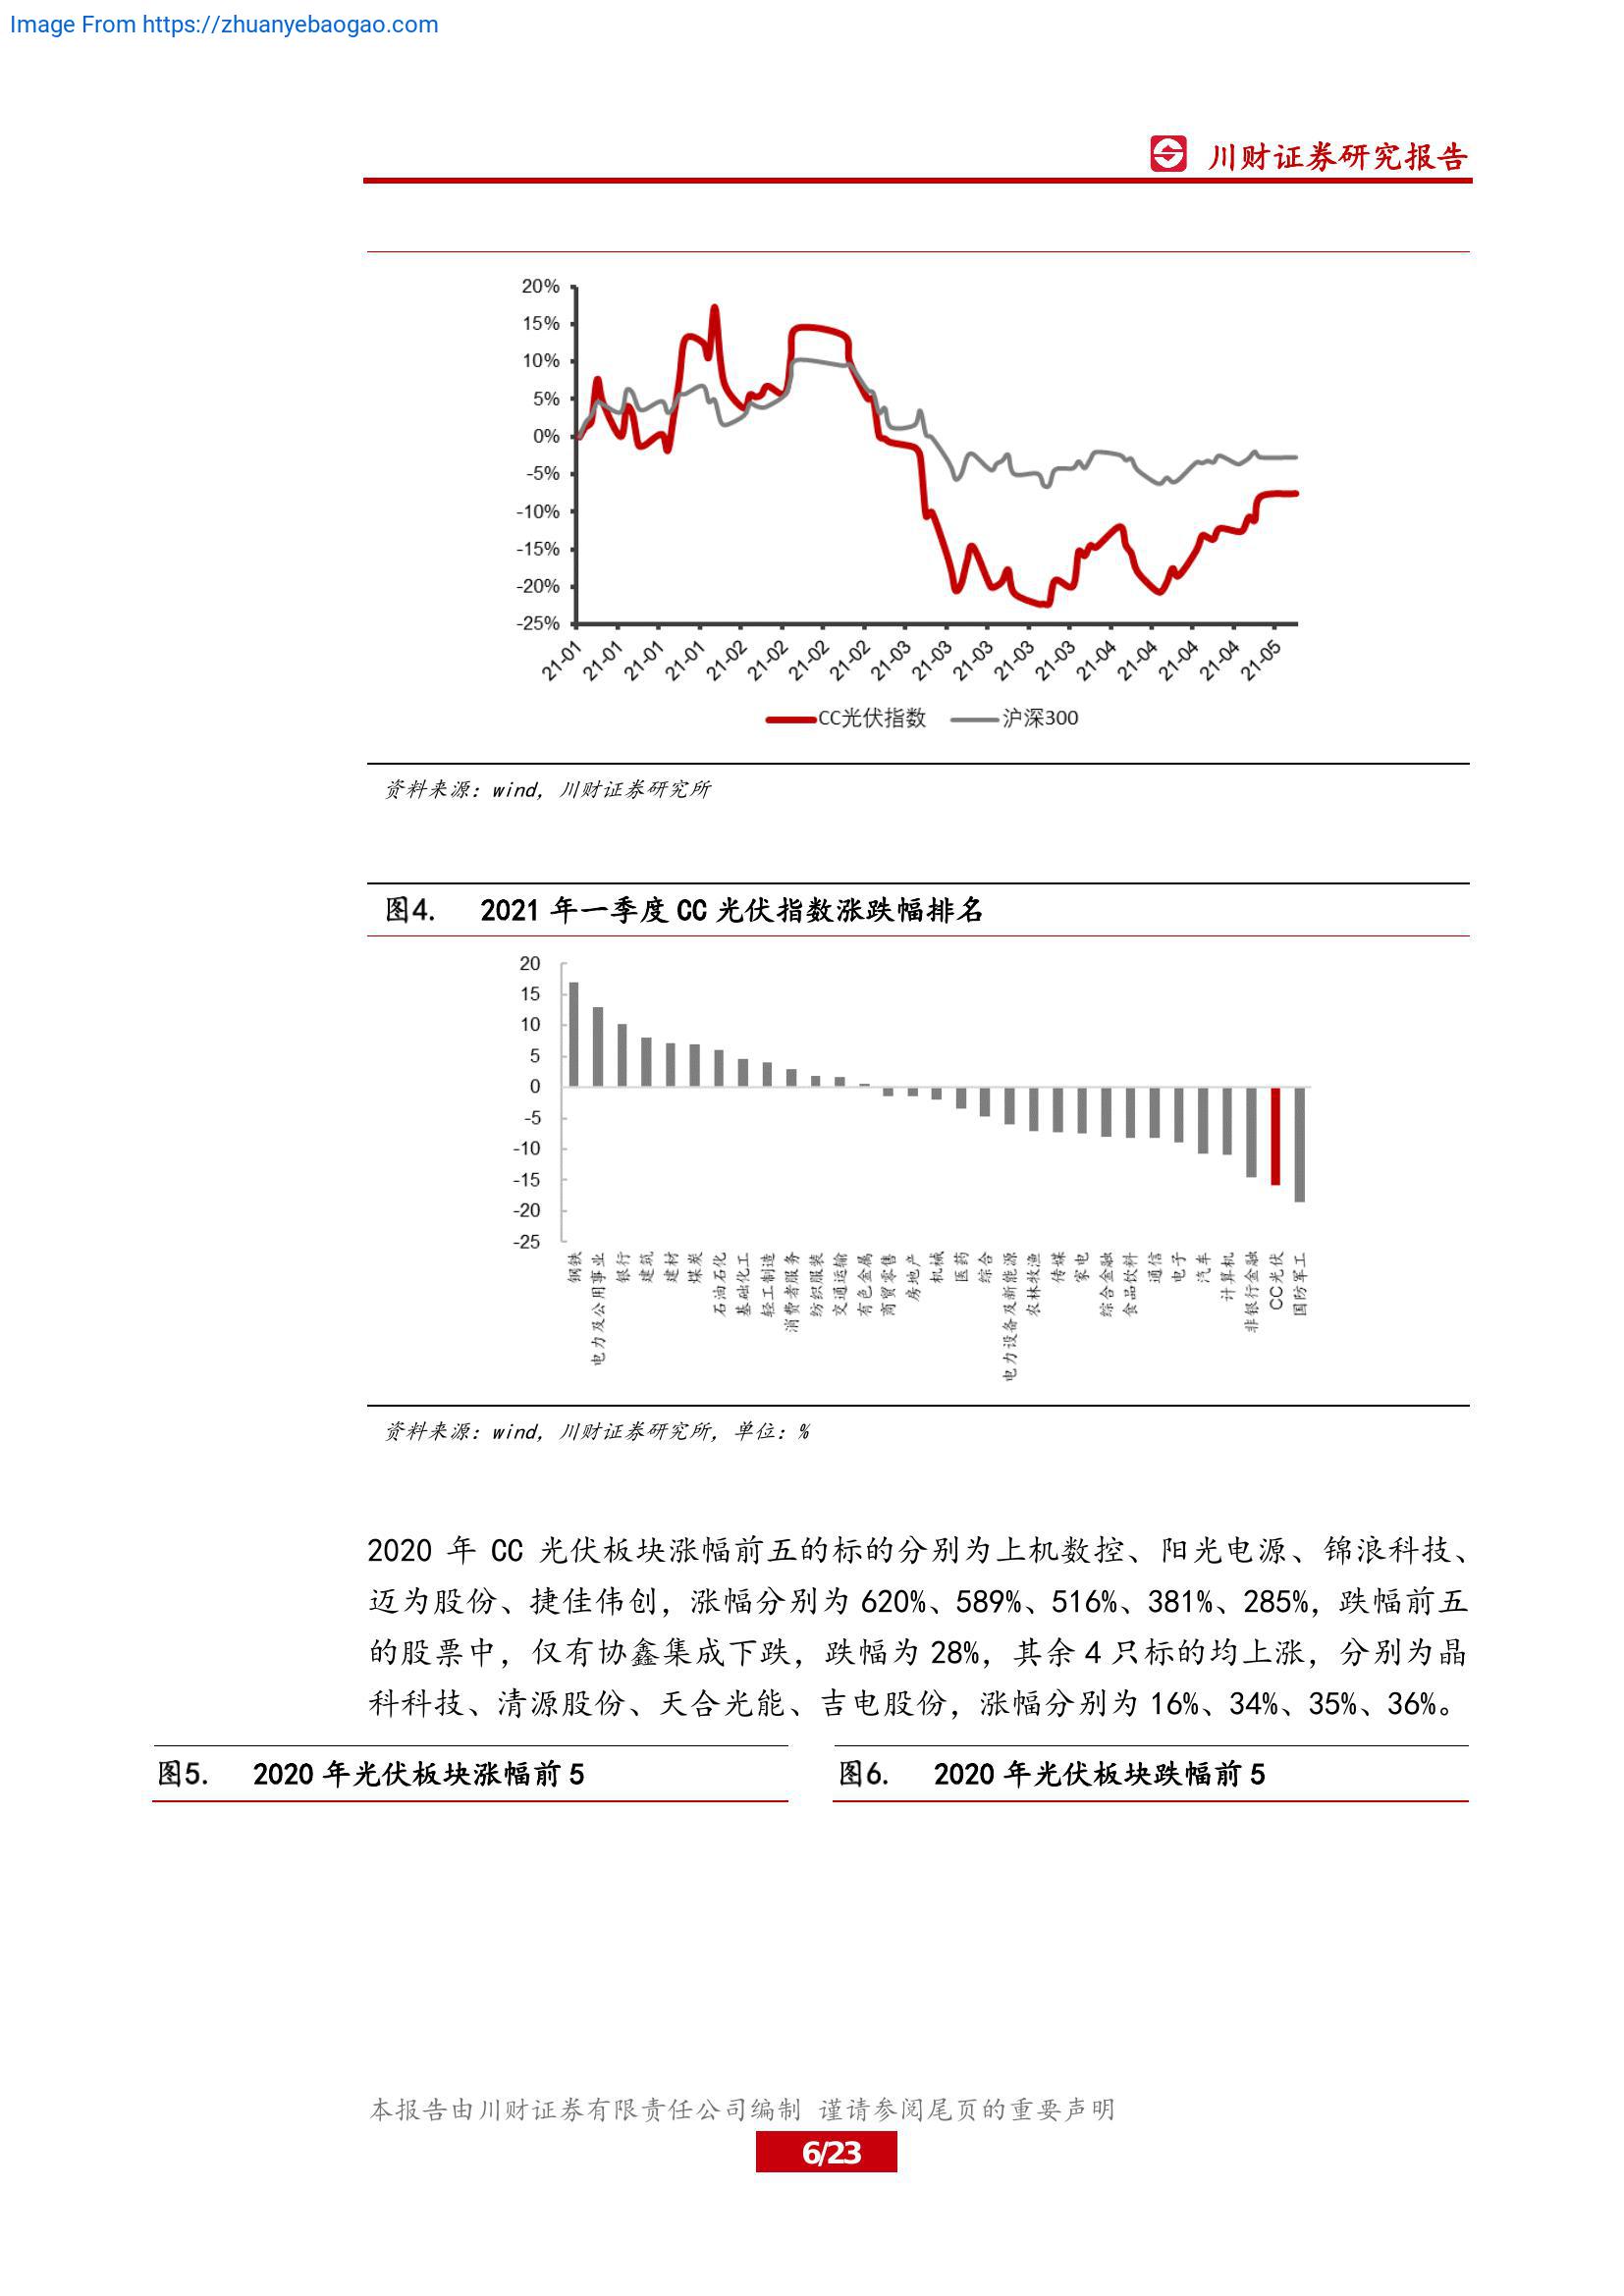 Image From https://zhuanyebaogao.com
川财证券研究报告
20%
15%
10%
5%
0%
-5%
-10%
-15%
-20%
-25%
21-01 21-01 21-01 21-01 21-02 21-02 21-02 21-02 21-03 21-03 21-03 21-03 21-03 21-04 21-04 21-04 21-04 21-05
CC光伏指数 沪深300
资料来源：wind，川财证券研究所
图4. 2021 年一季度 CC 光伏指数涨跌幅排名
20
15
10
5
0
-5
-10
-15
-20
-25
钢铁 电力及公用事业 银行 建筑 建材 煤炭 石油石化 基础化工 轻工制造 消费者服务 纺织服装 交通运输 有色金属 商贸零售 房地产 机械 医药 综合 电力设备及新能源 农林牧渔 传媒 家电 综合金融 食品饮料 通信 电子 汽车 计算机 非银行金融 CC光伏 国防军工
资料来源：wind，川财证券研究所，单位：%
2020 年 CC 光伏板块涨幅前五的标的分别为上机数控、阳光电源、锦浪科技、
迈为股份、捷佳伟创，涨幅分别为 620%、589%、516%、381%、285%，跌幅前五
的股票中，仅有协鑫集成下跌，跌幅为 28%，其余 4 只标的均上涨，分别为晶
科科技、清源股份、天合光能、吉电股份，涨幅分别为 16%、34%、35%、36%。
图5. 2020 年光伏板块涨幅前 5
图6. 2020 年光伏板块跌幅前 5
本报告由川财证券有限责任公司编制 谨请参阅尾页的重要声明
6/23